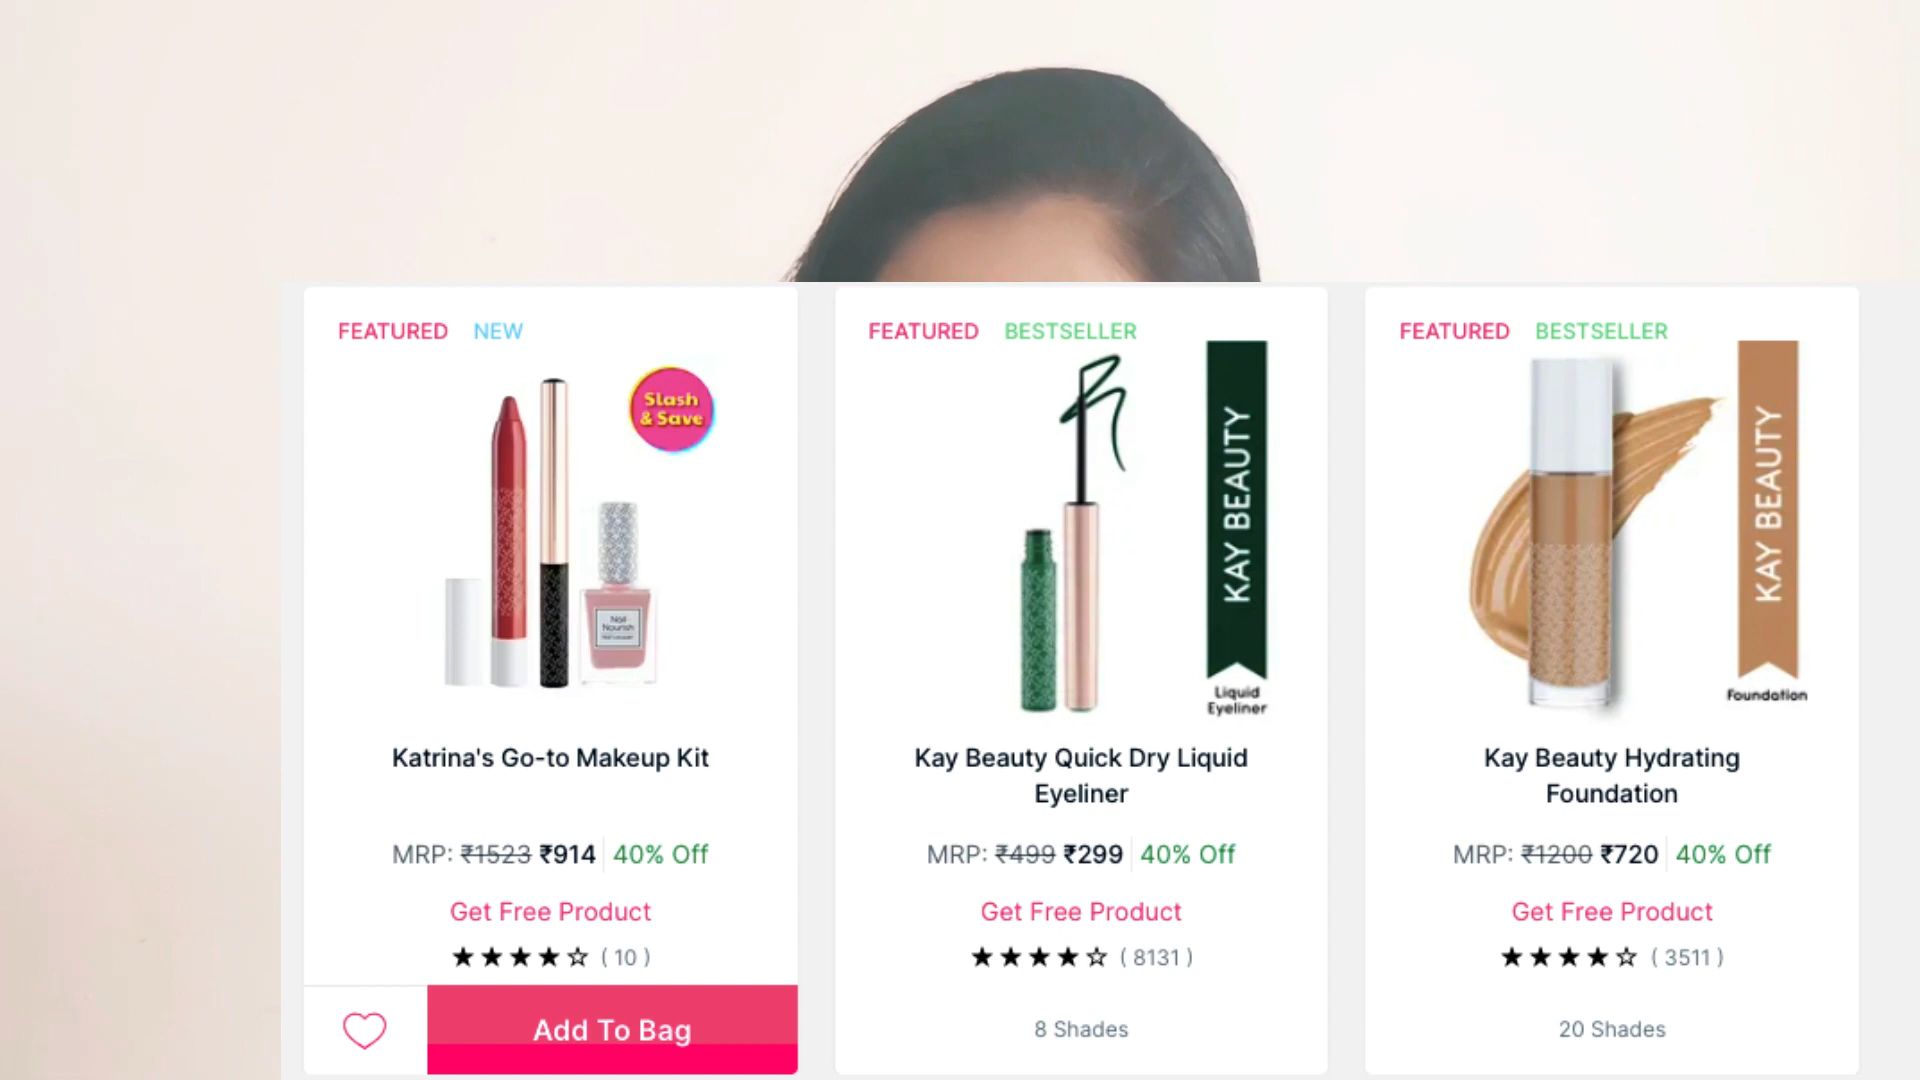 FEATURED NEW
Slash
& Save
Nail
Nourish
Katrina's Go-to Makeup Kit
MRP: ₹1523 ₹914 40% Off
Get Free Product
( 10 )
Add To Bag
FEATURED BESTSELLER
KAY BEAUTY
Liquid
Eyeliner
Kay Beauty Quick Dry Liquid
Eyeliner
MRP: ₹499 ₹299 40% Off
Get Free Product
( 8131 )
8 Shades
FEATURED BESTSELLER
KAY BEAUTY
Foundation
Kay Beauty Hydrating
Foundation
MRP: ₹1200 ₹720 40% Off
Get Free Product
( 3511 )
20 Shades